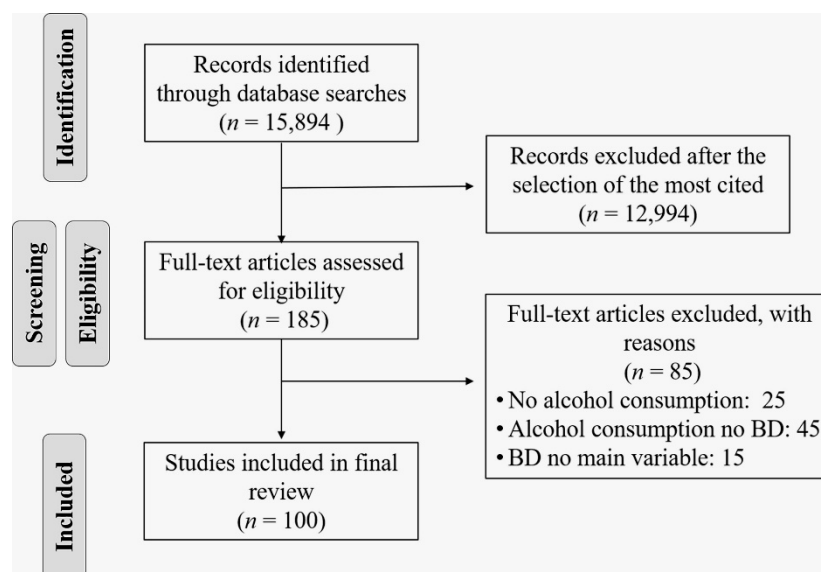 Identification
Records identified
through database searches
(n = 15,894 )
Records excluded after the
selection of the most cited
(n = 12,994)
Screening
Eligibility
Full-text articles assessed
for eligibility
(n = 185)
Full-text articles excluded, with
reasons
(n = 85)
• No alcohol consumption: 25
• Alcohol consumption no BD: 45
• BD no main variable: 15
Included
Studies included in final
review
(n = 100)